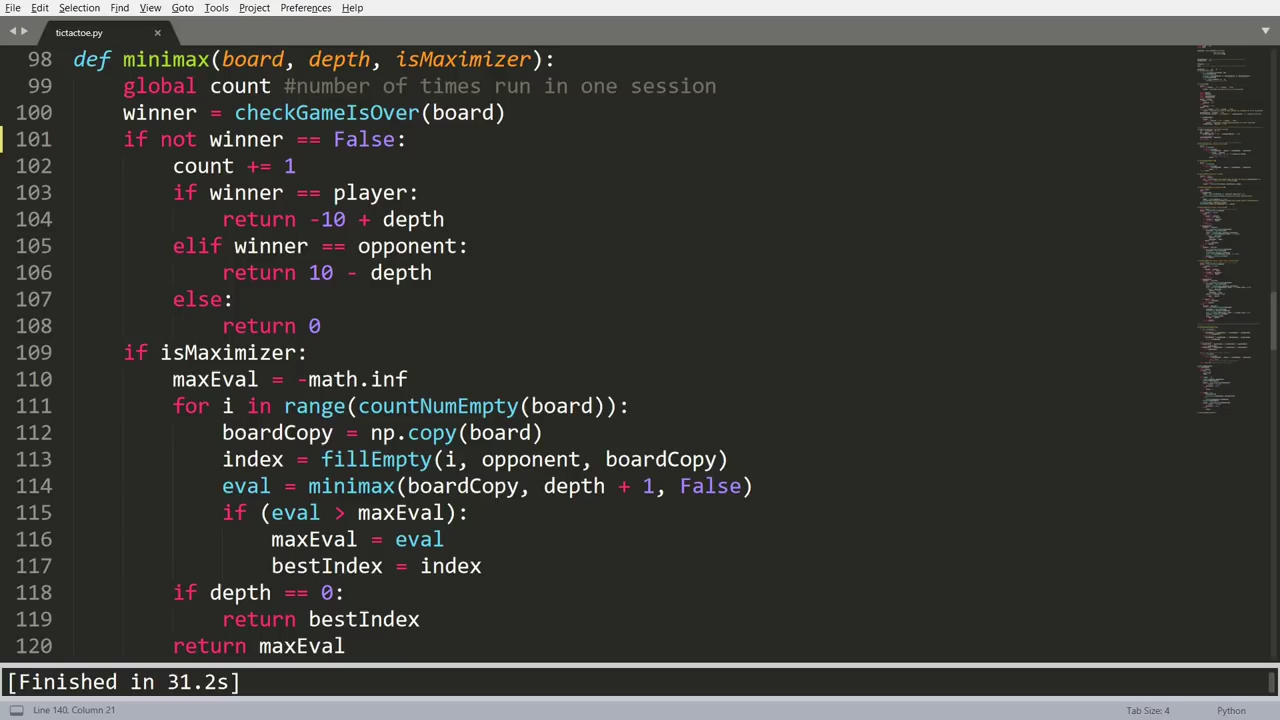 File Edit Selection Find View Goto Tools Project Preferences Help
tictactoe.py
98 def minimax(board, depth, isMaximizer):
99 global count #number of times run in one session
100 winner = checkGameIsOver(board)
101 if not winner == False:
102 count += 1
103 if winner == player:
104 return -10 + depth
105 elif winner == opponent:
106 return 10 - depth
107 else:
108 return 0
109 if isMaximizer:
110 maxEval = -math.inf
111 for i in range(countNumEmpty(board)):
112 boardCopy = np.copy(board)
113 index = fillEmpty(i, opponent, boardCopy)
114 eval = minimax(boardCopy, depth + 1, False)
115 if (eval > maxEval):
116 maxEval = eval
117 bestIndex = index
118 if depth == 0:
119 return bestIndex
120 return maxEval
[Finished in 31.2s]
Line 140, Column 21 Tab Size: 4 Python